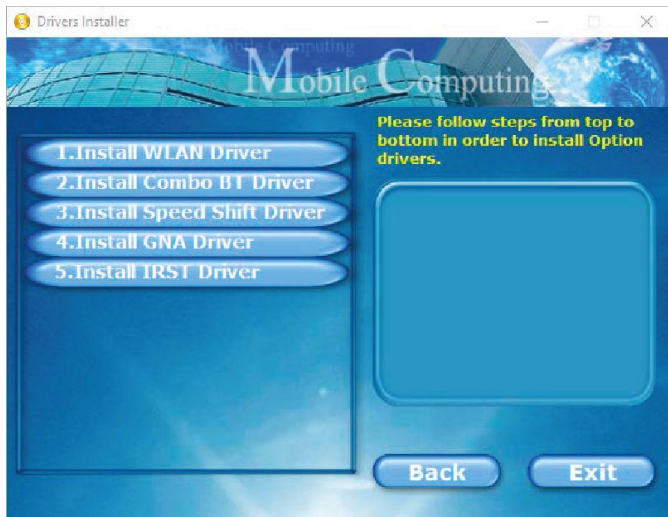 Drivers Installer
Mobile Computing
Mobile Computing
Please follow steps from top to
bottom in order to install Option
drivers.
1.Install WLAN Driver
2.Install Combo BT Driver
3.Install Speed Shift Driver
4.Install GNA Driver
5.Install IRST Driver
Back
Exit